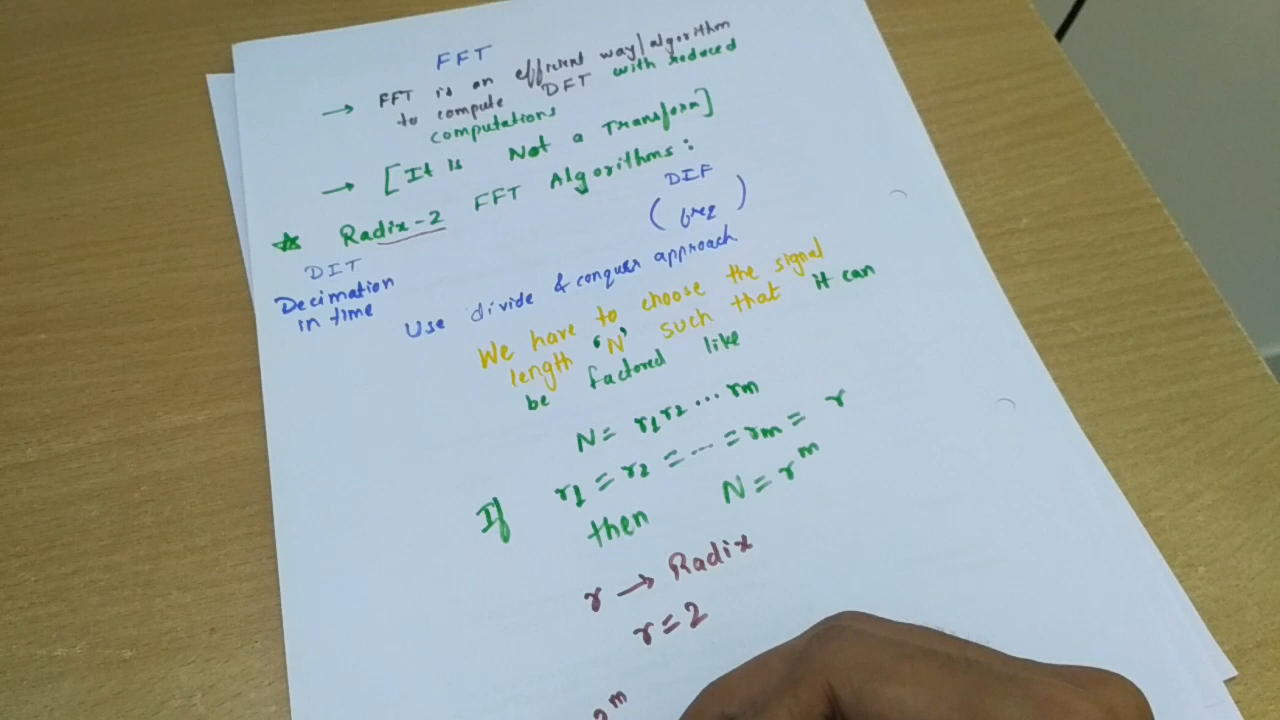 FFT
→ FFT is an efficient way/algorithm
to compute DFT with reduced
computations
→ [It is Not a Transform]
☆ Radix-2 FFT Algorithms:
DIT
Decimation
in time
DIF
(freq)
Use divide & conquer approach
We have to choose the signal
length 'N' such that it can
be factored like
N = r1r2 ... rm
If r1 = r2 = ... = rm = r
then N = r^m
r → Radix
r = 2
2^m